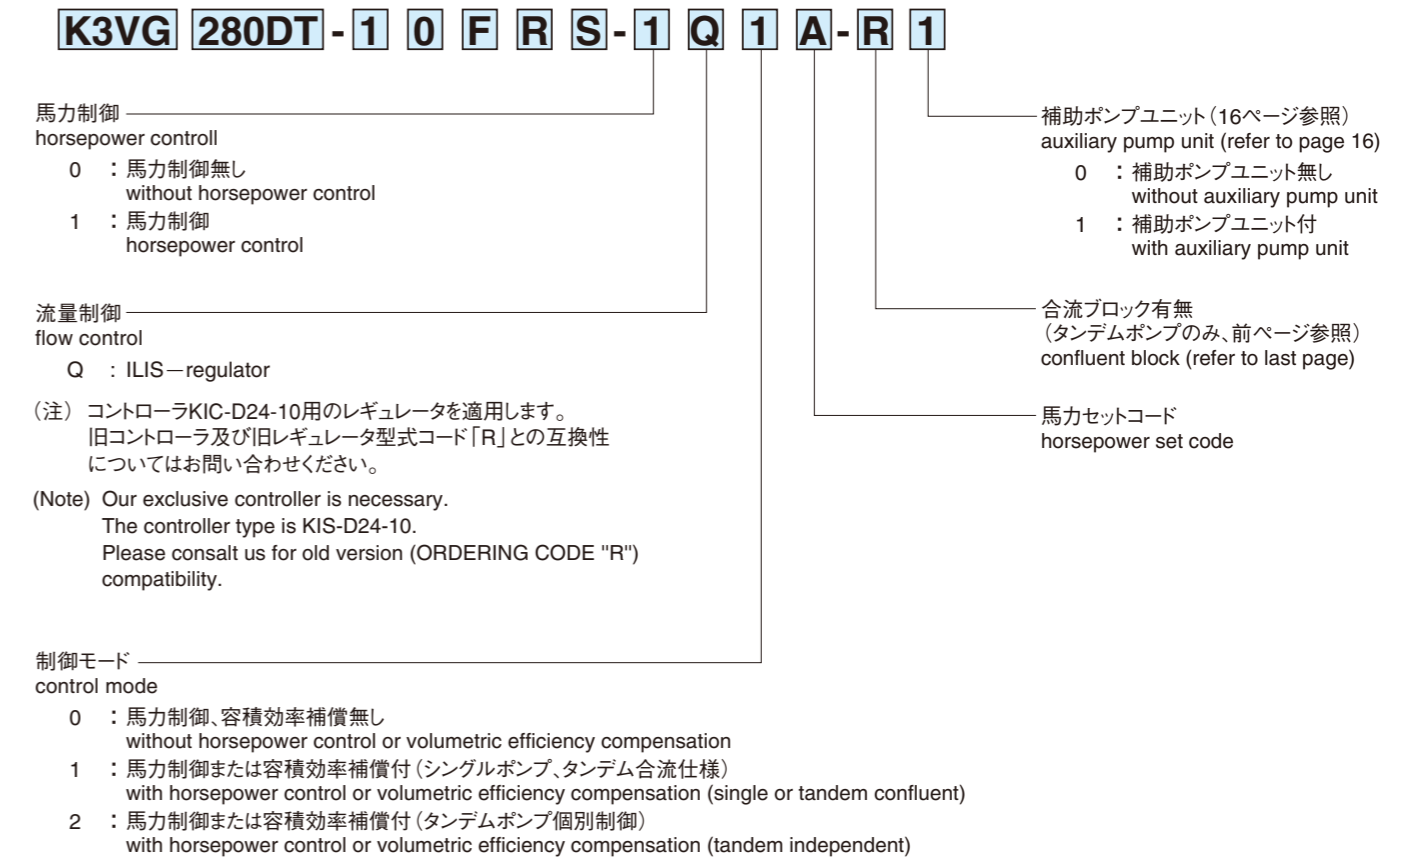 K3VG 280DT - 1 0 F R S - 1 Q 1 A - R 1
馬力制御
horsepower controll
0 : 馬力制御無し
without horsepower control
1 : 馬力制御
horsepower control
流量制御
flow control
Q : ILIS－regulator
（注） コントローラKIC-D24-10用のレギュレータを適用します。
旧コントローラ及び旧レギュレータ型式コード「R」との互換性
についてはお問い合わせください。
(Note) Our exclusive controller is necessary.
The controller type is KIS-D24-10.
Please consalt us for old version (ORDERING CODE "R")
compatibility.
制御モード
control mode
0 : 馬力制御、容積効率補償無し
without horsepower control or volumetric efficiency compensation
1 : 馬力制御または容積効率補償付（シングルポンプ、タンデム合流仕様）
with horsepower control or volumetric efficiency compensation (single or tandem confluent)
2 : 馬力制御または容積効率補償付（タンデムポンプ個別制御）
with horsepower control or volumetric efficiency compensation (tandem independent)
補助ポンプユニット（16ページ参照）
auxiliary pump unit (refer to page 16)
0 : 補助ポンプユニット無し
without auxiliary pump unit
1 : 補助ポンプユニット付
with auxiliary pump unit
合流ブロック有無
（タンデムポンプのみ、前ページ参照）
confluent block (refer to last page)
馬力セットコード
horsepower set code